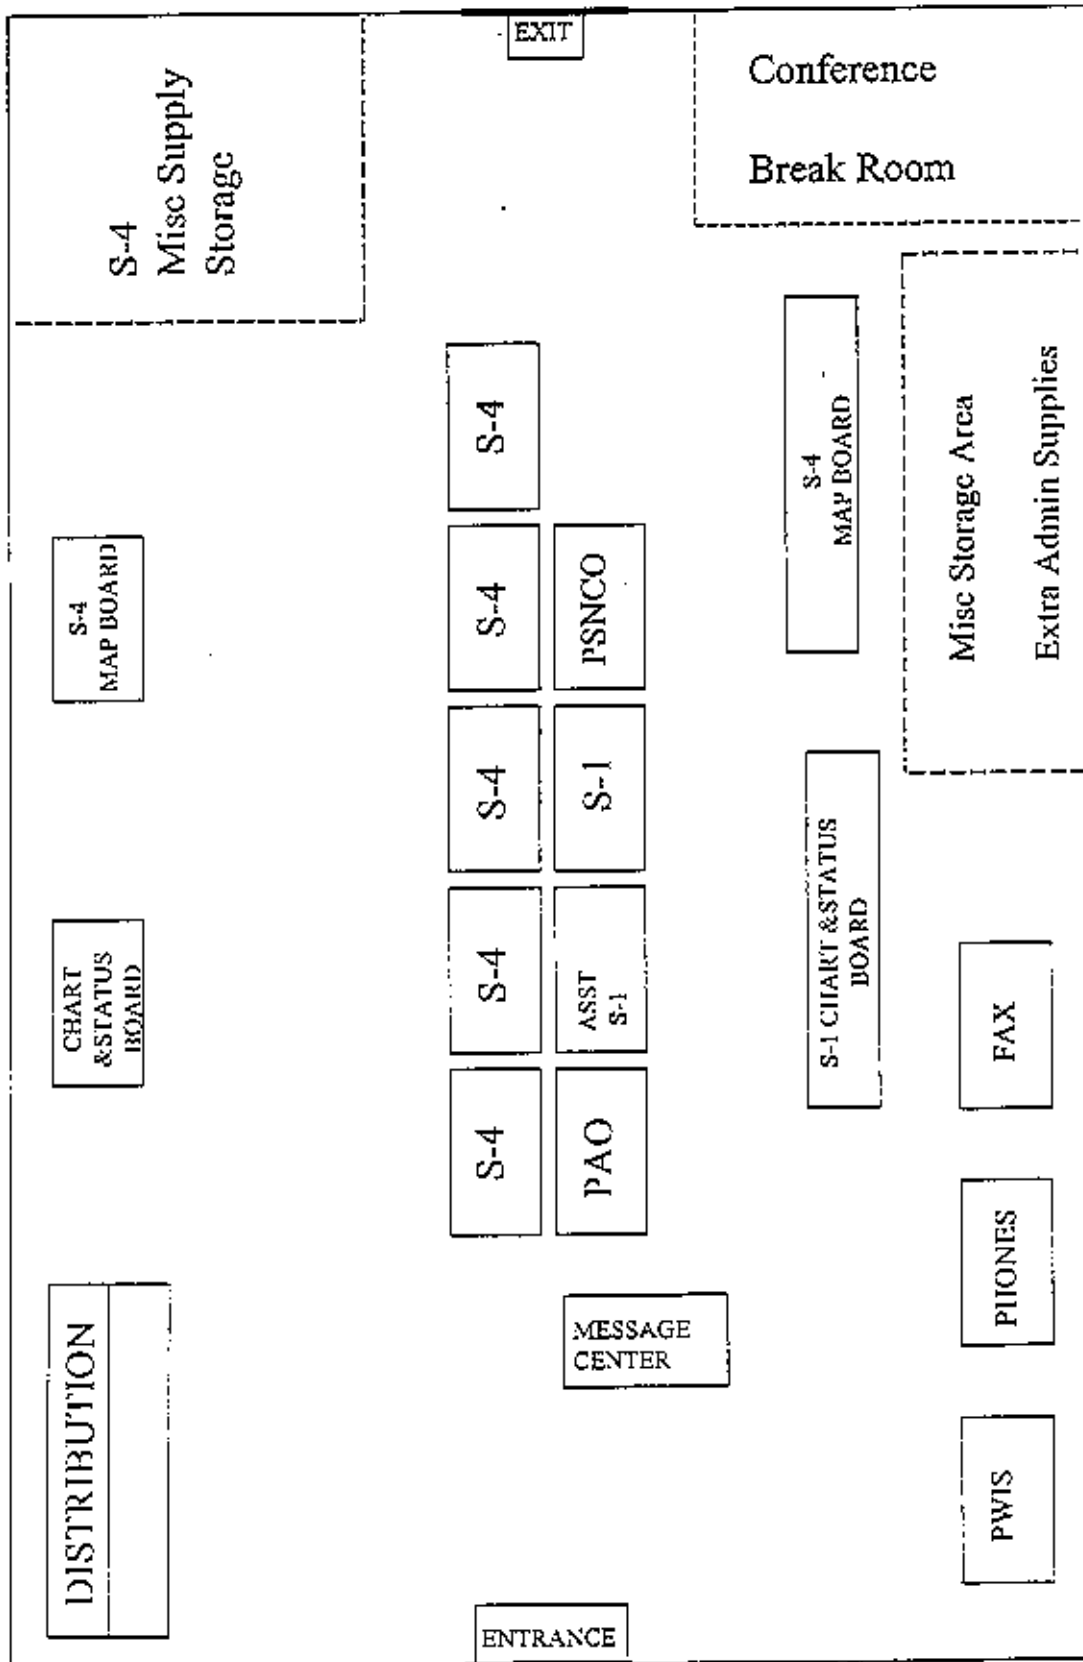 EXIT
Conference
Break Room
S-4
Misc Supply
Storage
S-4
MAP BOARD
S-4
S-4
PSNCO
S-4
MAP BOARD
Misc Storage Area
Extra Admin Supplies
S-4
S-1
CHART
&STATUS
BOARD
S-4
ASST
S-1
S-1 CHART &STATUS
BOARD
FAX
S-4
PAO
PHONES
DISTRIBUTION
MESSAGE
CENTER
PWIS
ENTRANCE